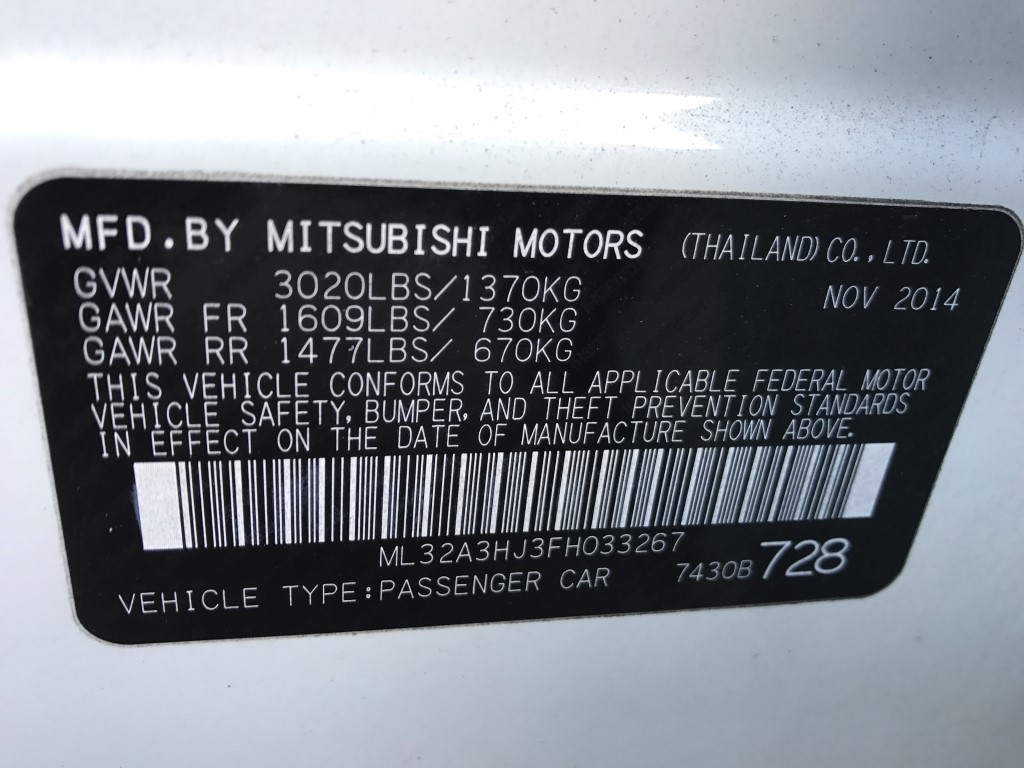 MFD.BY MITSUBISHI MOTORS (THAILAND) CO.,LTD.
GVWR 3020LBS/1370KG NOV 2014
GAWR FR 1609LBS/ 730KG
GAWR RR 1477LBS/ 670KG
THIS VEHICLE CONFORMS TO ALL APPLICABLE FEDERAL MOTOR
VEHICLE SAFETY, BUMPER, AND THEFT PREVENTION STANDARDS
IN EFFECT ON THE DATE OF MANUFACTURE SHOWN ABOVE.
ML32A3HJ3FH033267
VEHICLE TYPE:PASSENGER CAR 7430B 728